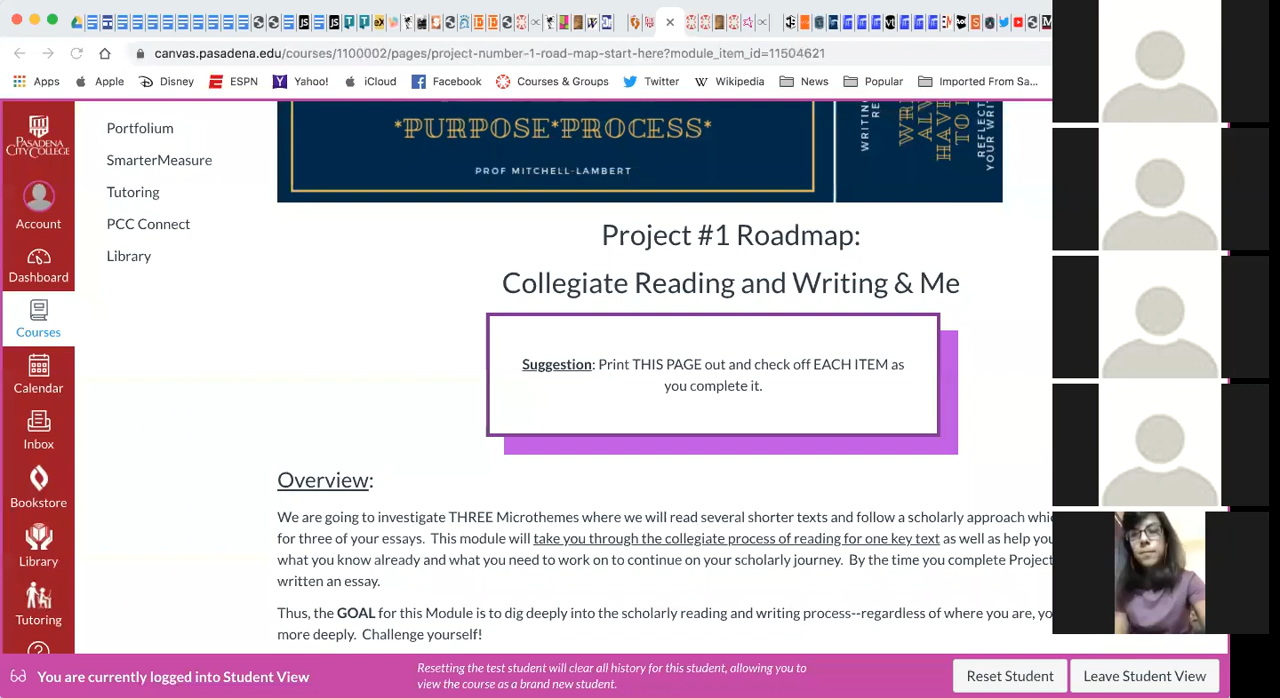 canvas.pasadena.edu/courses/1100002/pages/project-number-1-road-map-start-here?module_item_id=11504621
Apps Apple Disney ESPN Yahoo! iCloud Facebook Courses & Groups Twitter Wikipedia News Popular Imported From Sa...
PASADENA
CITY COLLEGE
Account
Dashboard
Courses
Calendar
Inbox
Bookstore
Library
Tutoring
Portfolium
SmarterMeasure
Tutoring
PCC Connect
Library
*PURPOSE*PROCESS*
PROF MITCHELL-LAMBERT
WRITING
RE
WRI
ALV
HAVE
TO
REFLECT
YOUR WRIT
Project #1 Roadmap:
Collegiate Reading and Writing & Me
Suggestion: Print THIS PAGE out and check off EACH ITEM as
you complete it.
Overview:
We are going to investigate THREE Microthemes where we will read several shorter texts and follow a scholarly approach whi
for three of your essays. This module will take you through the collegiate process of reading for one key text as well as help you
what you know already and what you need to work on to continue on your scholarly journey. By the time you complete Project
written an essay.
Thus, the GOAL for this Module is to dig deeply into the scholarly reading and writing process--regardless of where you are, yo
more deeply. Challenge yourself!
You are currently logged into Student View
Resetting the test student will clear all history for this student, allowing you to
view the course as a brand new student.
Reset Student
Leave Student View